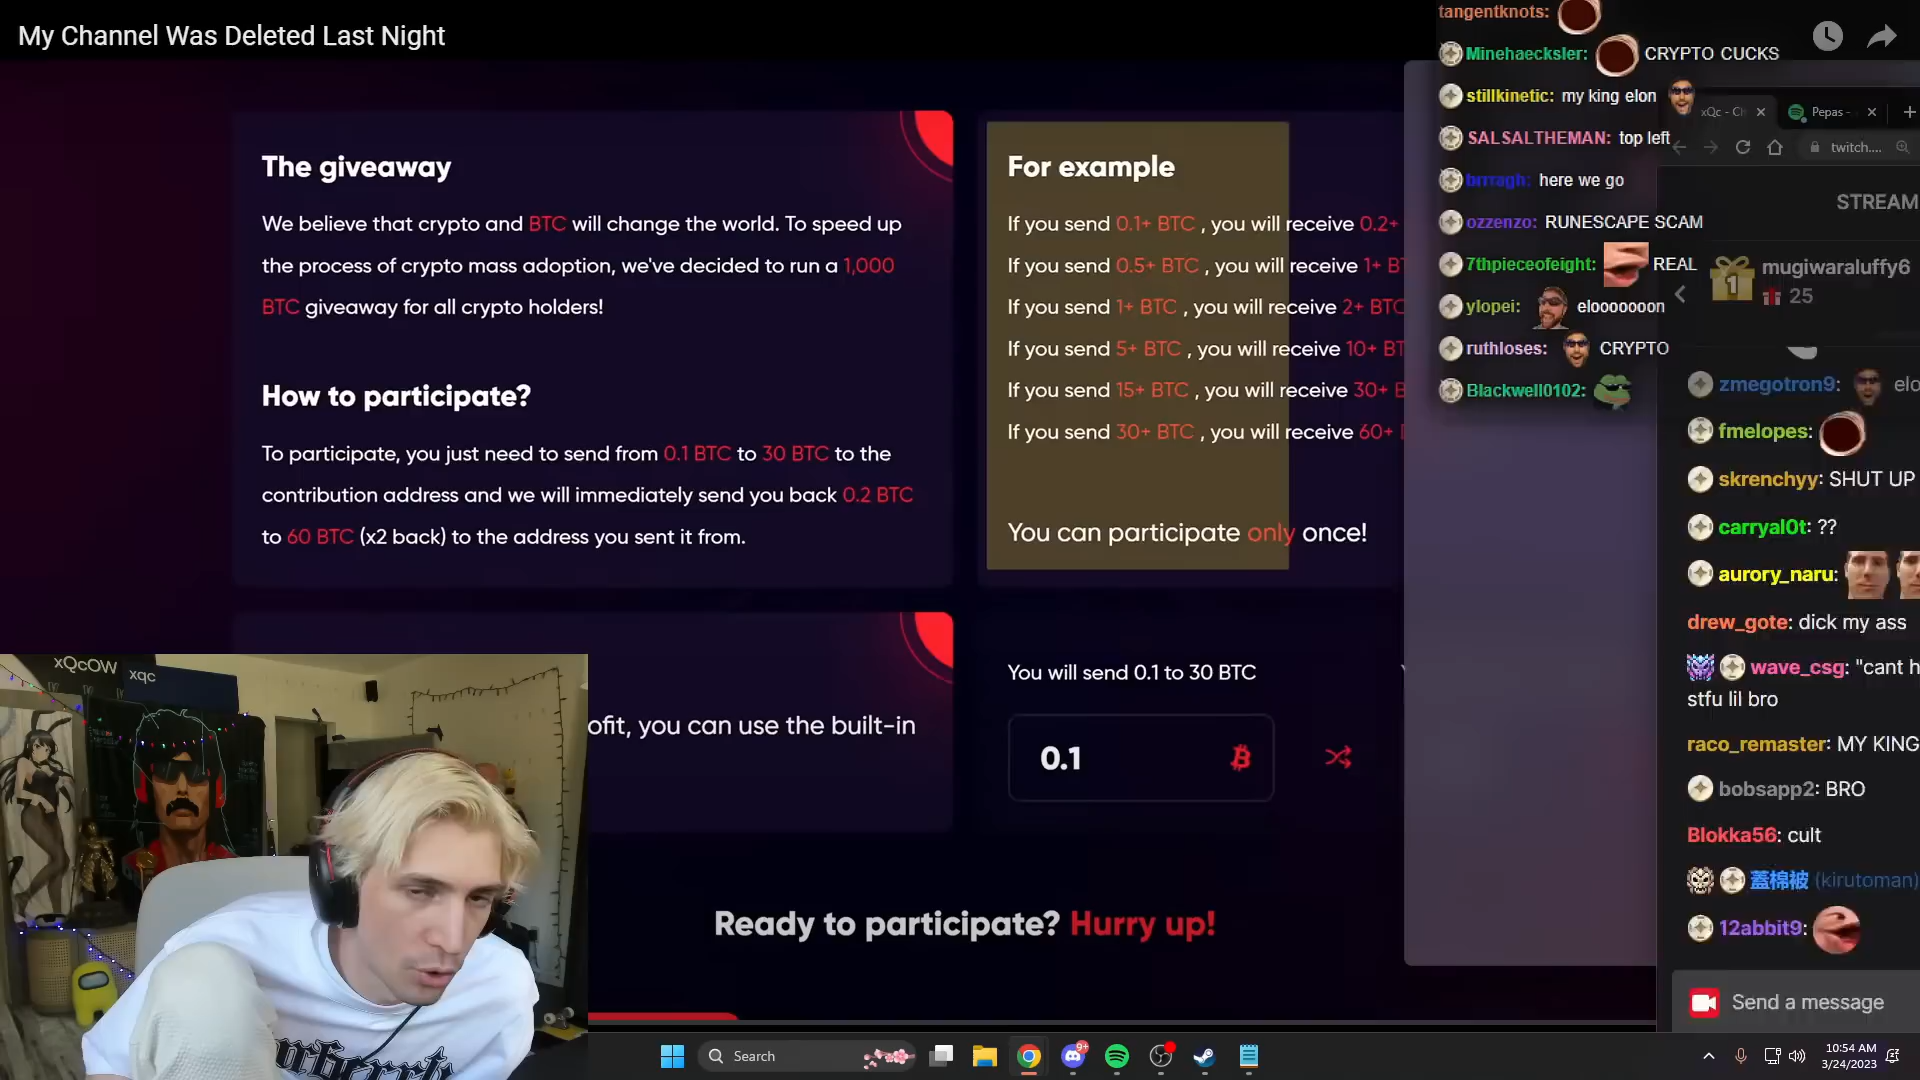 My Channel Was Deleted Last Night
The giveaway
We believe that crypto and BTC will change the world. To speed up
the process of crypto mass adoption, we've decided to run a 1,000
BTC giveaway for all crypto holders!
How to participate?
To participate, you just need to send from 0.1 BTC to 30 BTC to the
contribution address and we will immediately send you back 0.2 BTC
to 60 BTC (x2 back) to the address you sent it from.
For example
If you send 0.1+ BTC , you will receive 0.2+
If you send 0.5+ BTC , you will receive 1+ BT
If you send 1+ BTC , you will receive 2+ BTC
If you send 5+ BTC , you will receive 10+ BT
If you send 15+ BTC , you will receive 30+ B
If you send 30+ BTC , you will receive 60+
You can participate only once!
ofit, you can use the built-in
You will send 0.1 to 30 BTC
0.1
Ready to participate? Hurry up!
xQcOW
xqc
tangentknots:
Minehaecksler: CRYPTO CUCKS
stillkinetic: my king elon
SALSALTHEMAN: top left
brrragh: here we go
ozzenzo: RUNESCAPE SCAM
7thpieceofeight: REAL
ylopei: elooooooon
ruthloses: CRYPTO
Blackwell0102:
xQc - Ch
Pepas -
twitch....
STREAM
1
mugiwaraluffy6
25
zmegotron9: elo
fmelopes:
skrenchyy: SHUT UP
carryal0t: ??
aurory_naru:
drew_gote: dick my ass
wave_csg: "cant h
stfu lil bro
raco_remaster: MY KING
bobsapp2: BRO
Blokka56: cult
蓋棉被 (kirutoman)
12abbit9:
Send a message
Search
9+
10:54 AM
3/24/2023